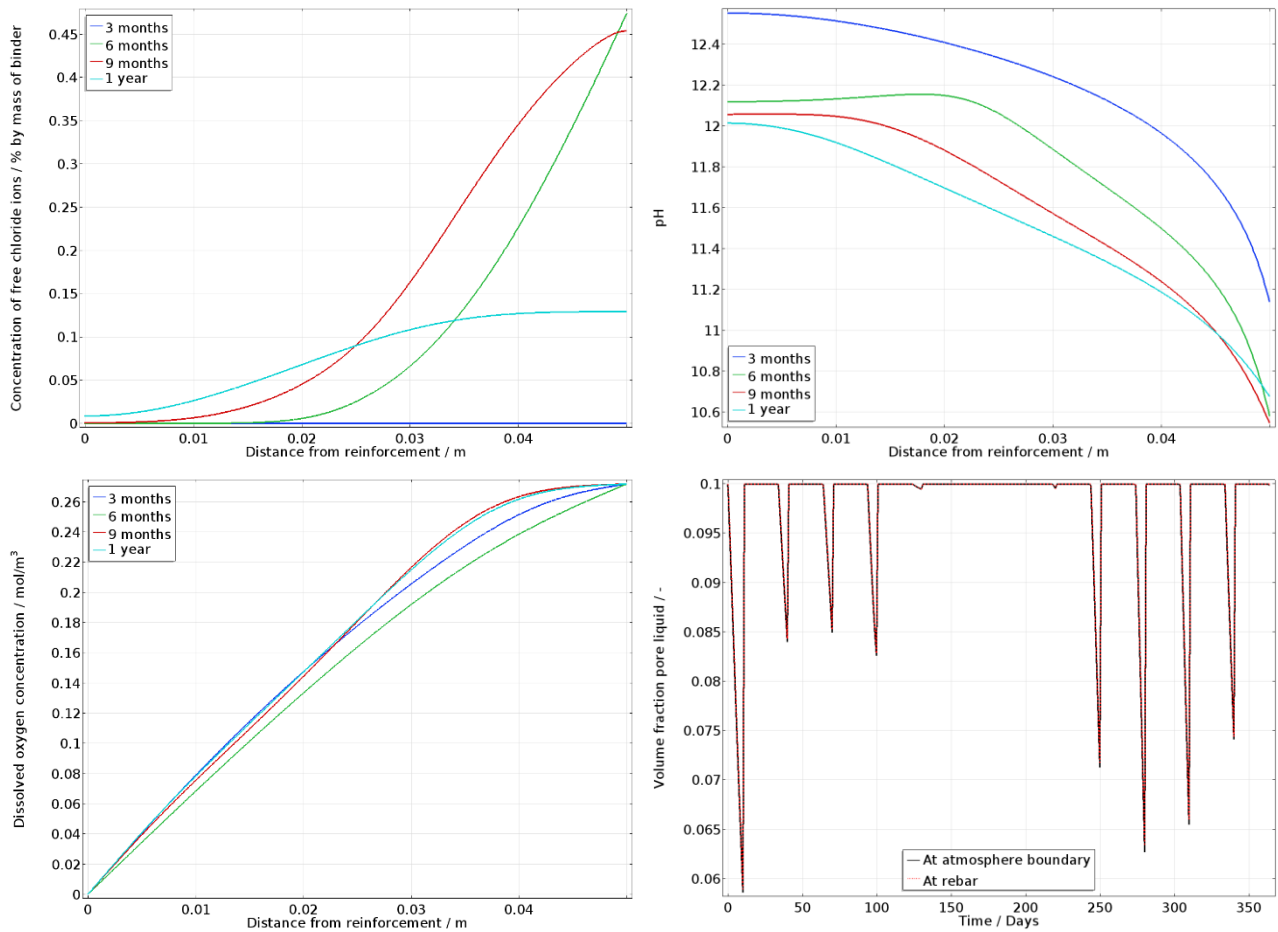 Concentration of free chloride ions / % by mass of binder
0.45
0.4
0.35
0.3
0.25
0.2
0.15
0.1
0.05
0
3 months
6 months
9 months
1 year
0 0.01 0.02 0.03 0.04
Distance from reinforcement / m
pH
12.4
12.2
12
11.8
11.6
11.4
11.2
11
10.8
10.6
3 months
6 months
9 months
1 year
0 0.01 0.02 0.03 0.04
Distance from reinforcement / m
Dissolved oxygen concentration / mol/m³
0.26
0.24
0.22
0.2
0.18
0.16
0.14
0.12
0.1
0.08
0.06
0.04
0.02
0
3 months
6 months
9 months
1 year
0 0.01 0.02 0.03 0.04
Distance from reinforcement / m
Volume fraction pore liquid / -
0.1
0.095
0.09
0.085
0.08
0.075
0.07
0.065
0.06
At atmosphere boundary
At rebar
0 50 100 150 200 250 300 350
Time / Days